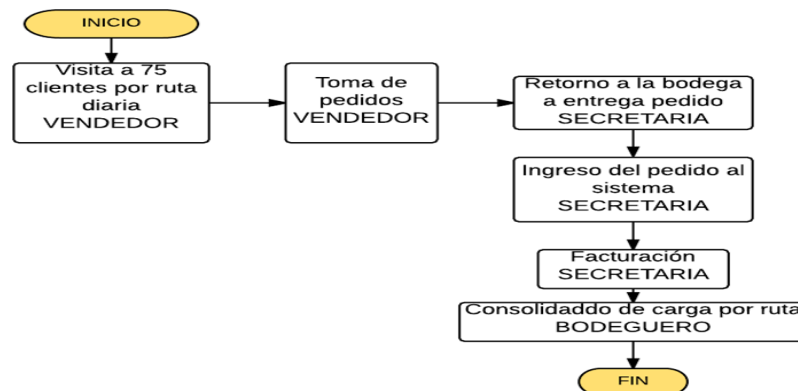 INICIO
Visita a 75
clientes por ruta
diaria
VENDEDOR
Toma de
pedidos
VENDEDOR
Retorno a la bodega
a entrega pedido
SECRETARIA
Ingreso del pedido al
sistema
SECRETARIA
Facturación
SECRETARIA
Consolidaddo de carga por ruta
BODEGUERO
FIN